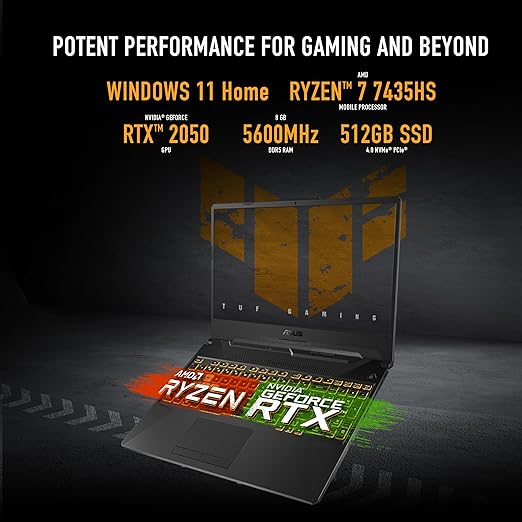 POTENT PERFORMANCE FOR GAMING AND BEYOND
WINDOWS 11 Home
AMD
RYZEN™ 7 7435HS
MOBILE PROCESSOR
NVIDIA® GEFORCE
RTX™ 2050
GPU
8 GB
5600MHz
DDR5 RAM
512GB SSD
4.0 NVMe® PCIe®
TUF GAMING
ASUS
AMD
RYZEN
NVIDIA
GEFORCE
RTX